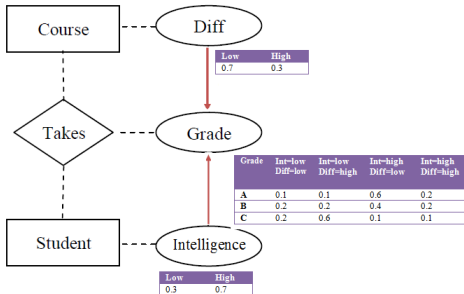 Course
Diff
Low High
0.7 0.3
Takes
Grade
Grade Int=low Int=low Int=high Int=high
Diff=low Diff=high Diff=low Diff=high
A 0.1 0.1 0.6 0.2
B 0.2 0.2 0.4 0.2
C 0.2 0.6 0.1 0.1
Student
Intelligence
Low High
0.3 0.7